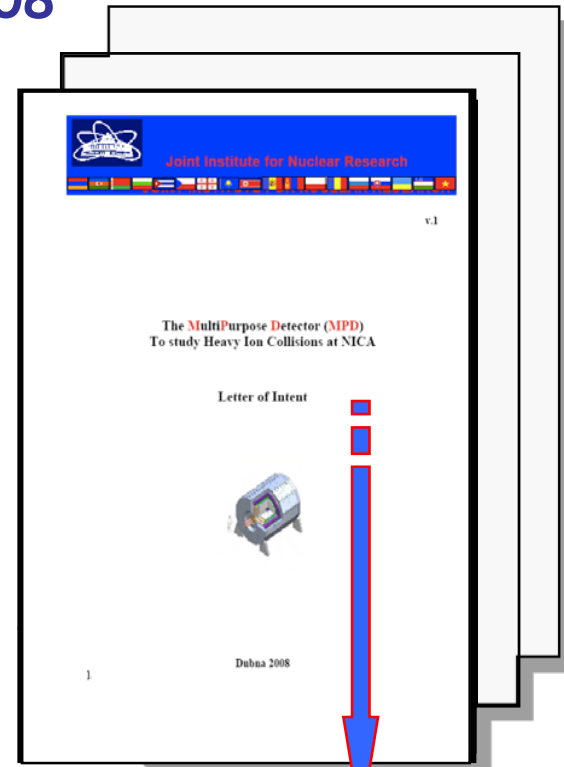 08
Joint Institute for Nuclear Research
v.1
The MultiPurpose Detector (MPD)
To study Heavy Ion Collisions at NICA
Letter of Intent
Dubna 2008
1